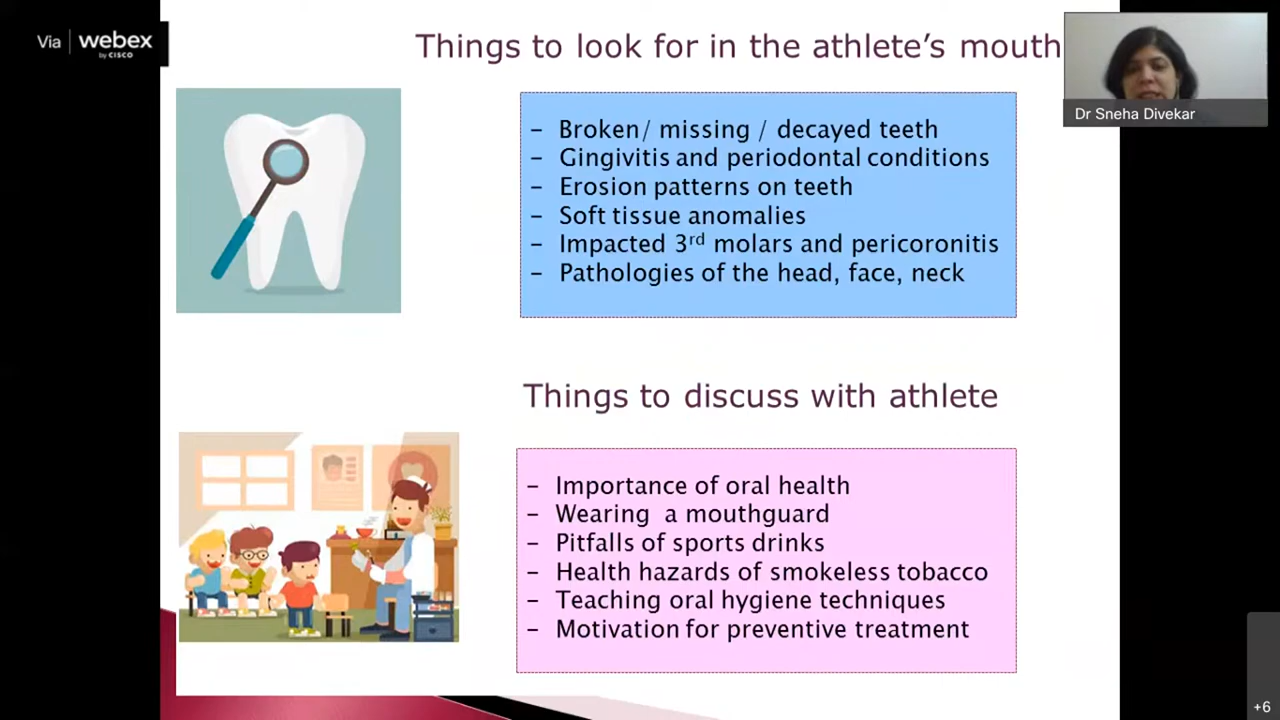 Via webex
by CISCO
Things to look for in the athlete's mouth
Dr Sneha Divekar
– Broken/ missing / decayed teeth
– Gingivitis and periodontal conditions
– Erosion patterns on teeth
– Soft tissue anomalies
– Impacted 3rd molars and pericoronitis
– Pathologies of the head, face, neck
Things to discuss with athlete
– Importance of oral health
– Wearing a mouthguard
– Pitfalls of sports drinks
– Health hazards of smokeless tobacco
– Teaching oral hygiene techniques
– Motivation for preventive treatment
+6